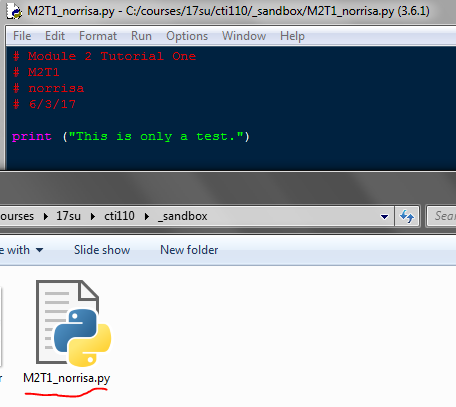 M2T1_norrisa.py - C:/courses/17su/cti110/_sandbox/M2T1_norrisa.py (3.6.1)
File Edit Format Run Options Window Help
# Module 2 Tutorial One
# M2T1
# norrisa
# 6/3/17
print ("This is only a test.")
ourses 17su cti110 _sandbox Sear
e with Slide show New folder
r M2T1_norrisa.py